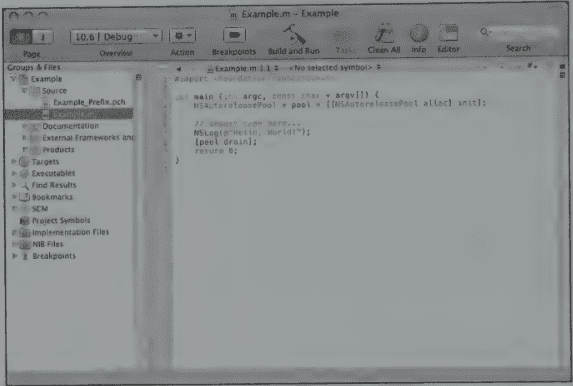 Example.m - Example
10.6 | Debug
Page Overview Action Breakpoints Build and Run Tasks Clean All Info Editor Search
Groups & Files
Example.m:1:1 <No selected symbol>
Example
#import
Source
int main (int argc, const char * argv[]) {
Example_Prefix.pch
NSAutoreleasePool * pool = [[NSAutoreleasePool alloc] init];
Documentation
// insert code here...
External Frameworks and
NSLog(@"Hello, World!");
Products
[pool drain];
Targets
return 0;
Executables
}
Find Results
Bookmarks
SCM
Project Symbols
Implementation Files
NIB Files
Breakpoints